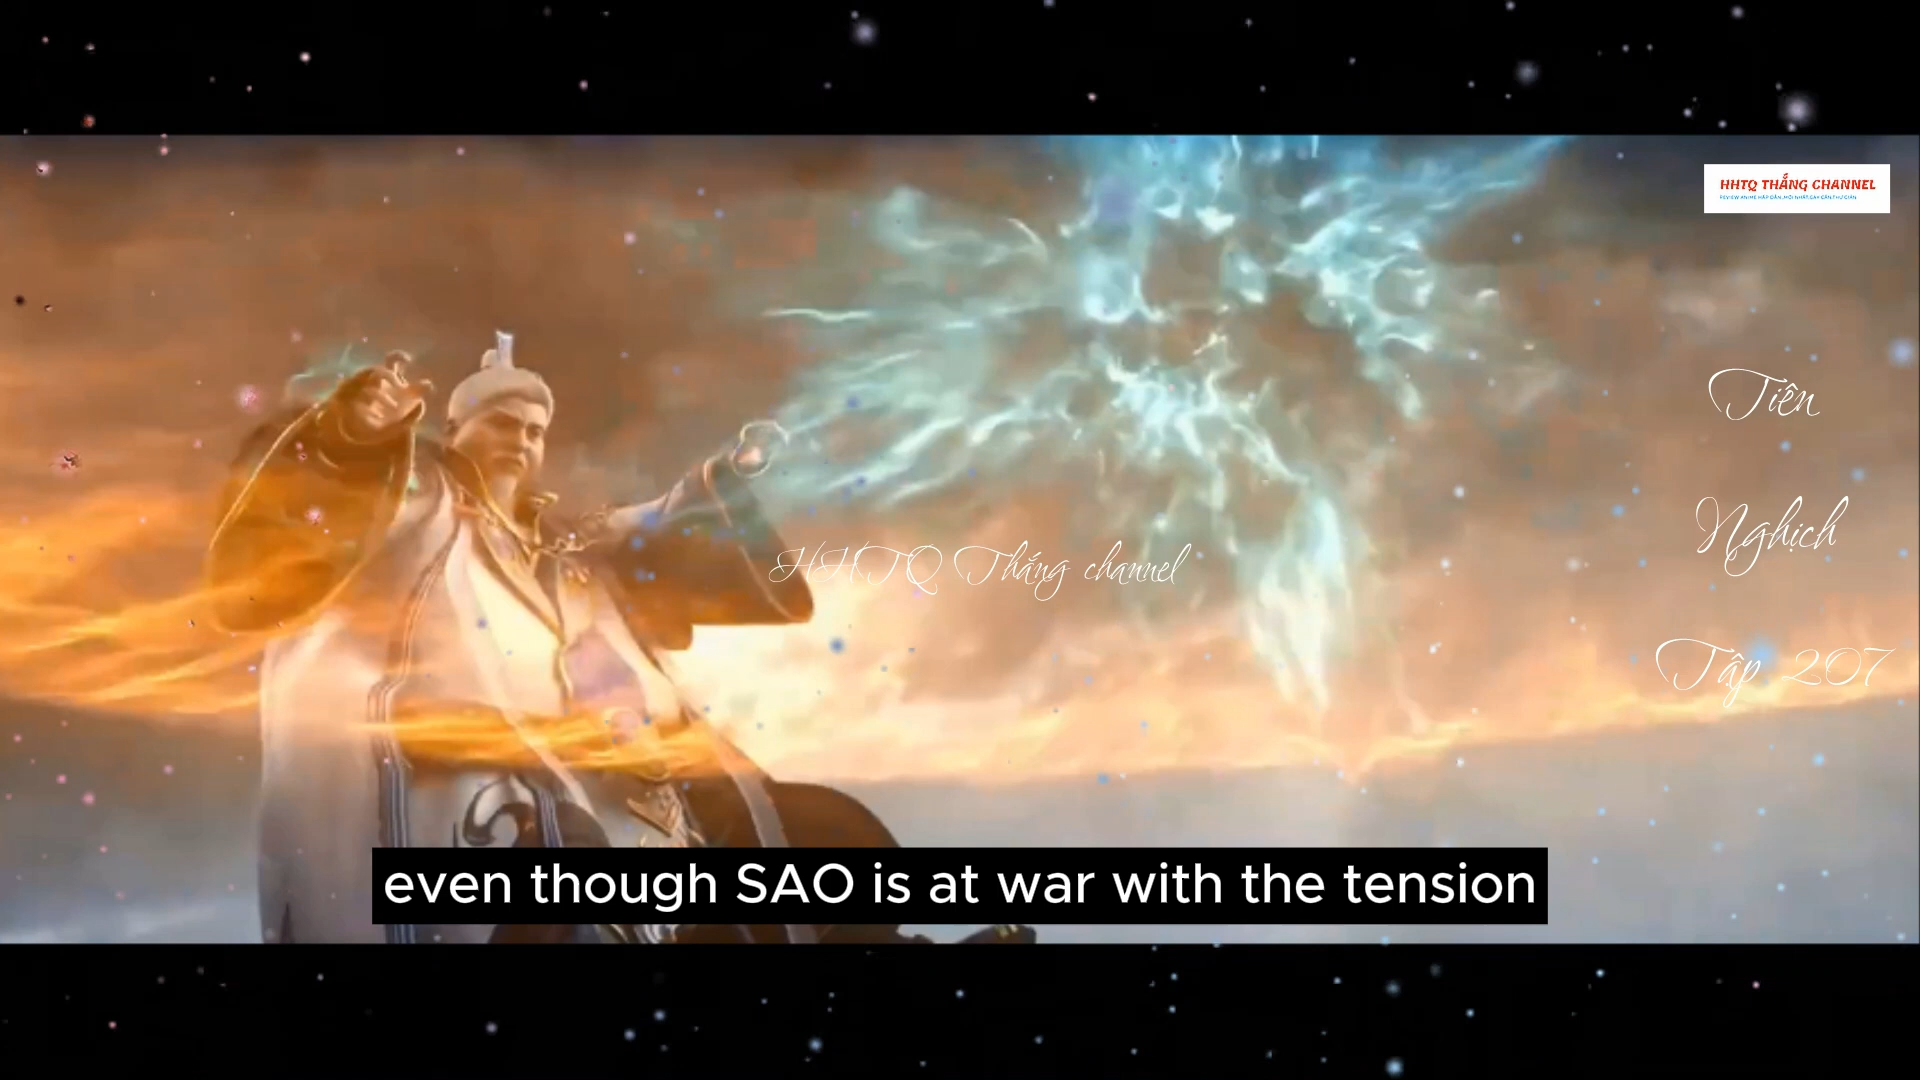 HHTQ THẮNG CHANNEL
Tiên
Nghịch
HHTQ Thắng channel
Tập 207
even though SAO is at war with the tension